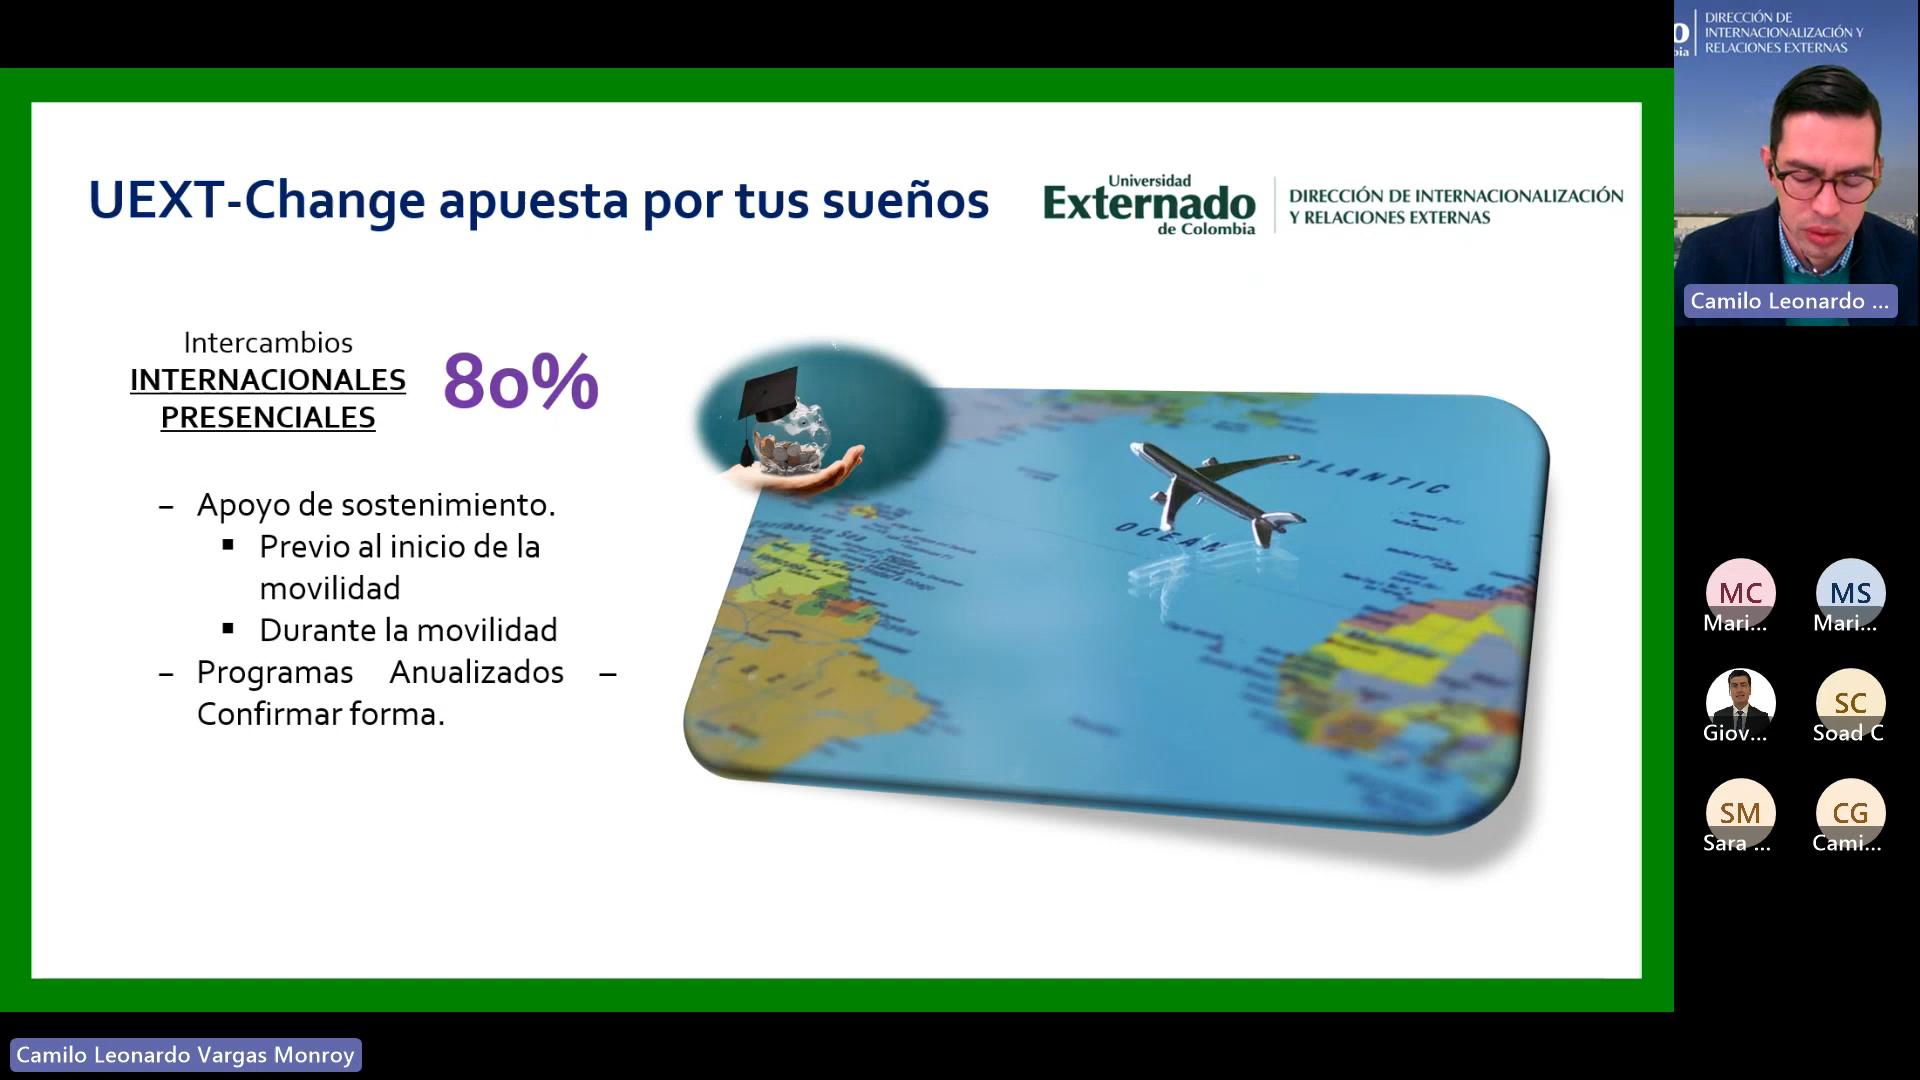 DIRECCIÓN DE
INTERNACIONALIZACIÓN Y
RELACIONES EXTERNAS
Camilo Leonardo ...
UEXT-Change apuesta por tus sueños
Universidad
Externado
de Colombia
DIRECCIÓN DE INTERNACIONALIZACIÓN
Y RELACIONES EXTERNAS
Intercambios
INTERNACIONALES
PRESENCIALES
80%
– Apoyo de sostenimiento.
▪ Previo al inicio de la
movilidad
▪ Durante la movilidad
– Programas Anualizados –
Confirmar forma.
ATLANTIC
OCEAN
MC
Mari...
MS
Mari...
Giov...
SC
Soad C
SM
Sara ...
CG
Cami...
Camilo Leonardo Vargas Monroy